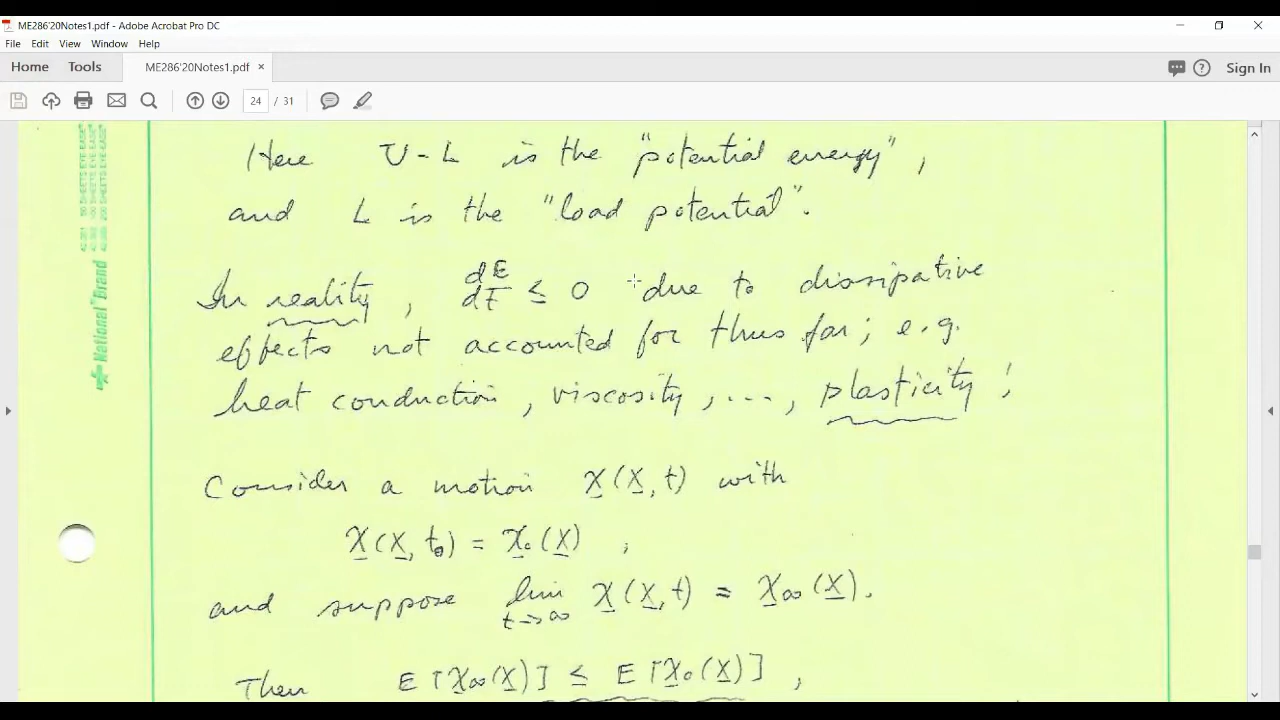 ME286'20Notes1.pdf - Adobe Acrobat Pro DC
File Edit View Window Help
Home Tools ME286'20Notes1.pdf × Sign In
24 / 31
Here U - L is the "potential energy",
and L is the "load potential".
In reality, dE/dt ≤ 0 due to dissipative
effects not accounted for thus far; e.g.
heat conduction, viscosity, ..., plasticity;
Consider a motion χ(X, t) with
χ(X, t₀) = χ₀(X) ;
and suppose lim t→∞ χ(X, t) = χ∞(X).
Then E[χ∞(X)] ≤ E[χ₀(X)] ,
National Brand